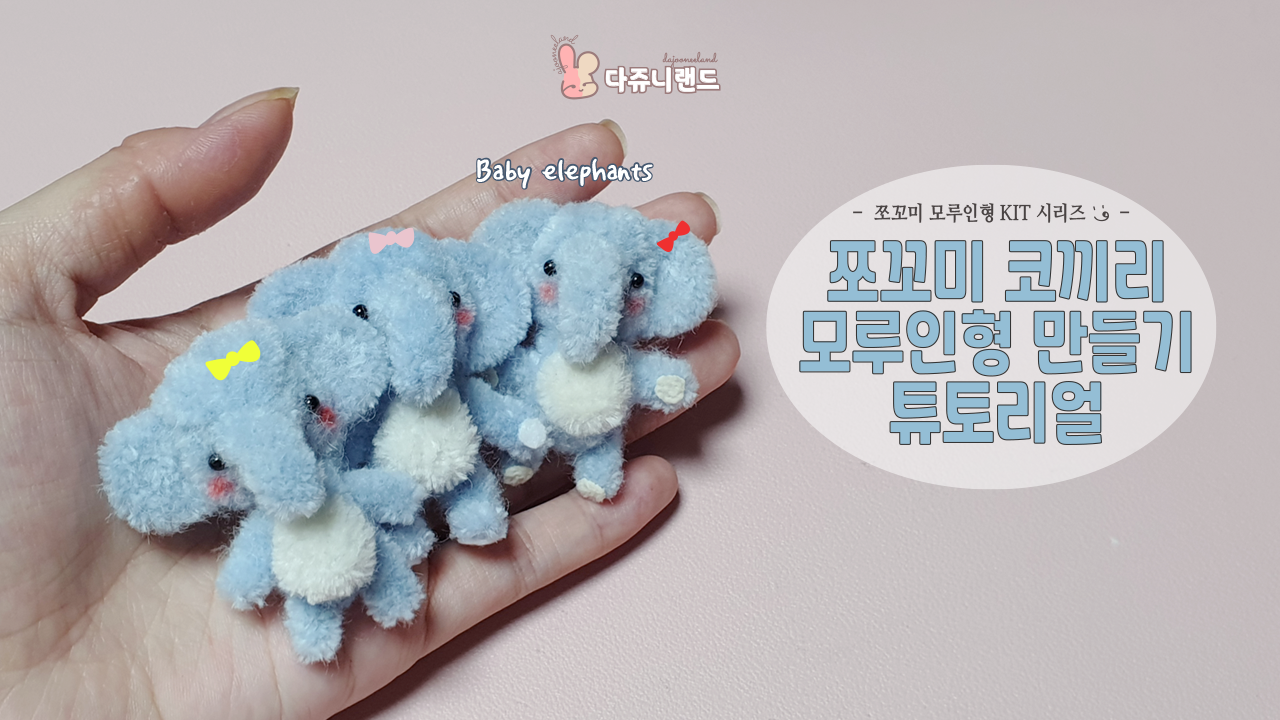 dajooneeland
dajooneeland
다쥬니랜드
Baby elephants
- 쪼꼬미 모루인형 KIT 시리즈 -
쪼꼬미 코끼리
모루인형 만들기
튜토리얼